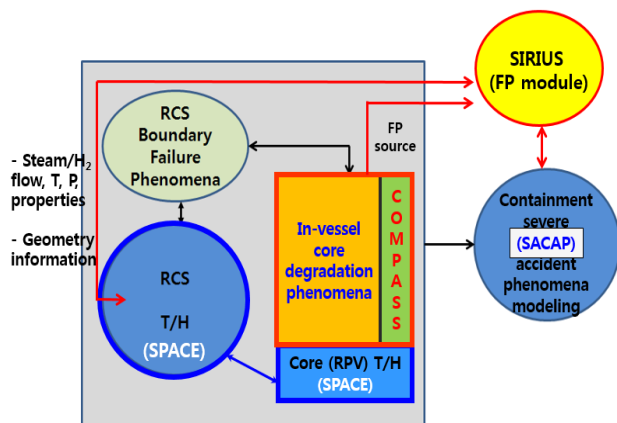 SIRIUS
(FP module)
RCS
Boundary
Failure
Phenomena
FP
source
- Steam/H2
flow, T, P,
properties
- Geometry
information
In-vessel
core
degradation
phenomena
COMPASS
Containment
severe
(SACAP)
accident
phenomena
modeling
RCS
T/H
(SPACE)
Core (RPV) T/H
(SPACE)